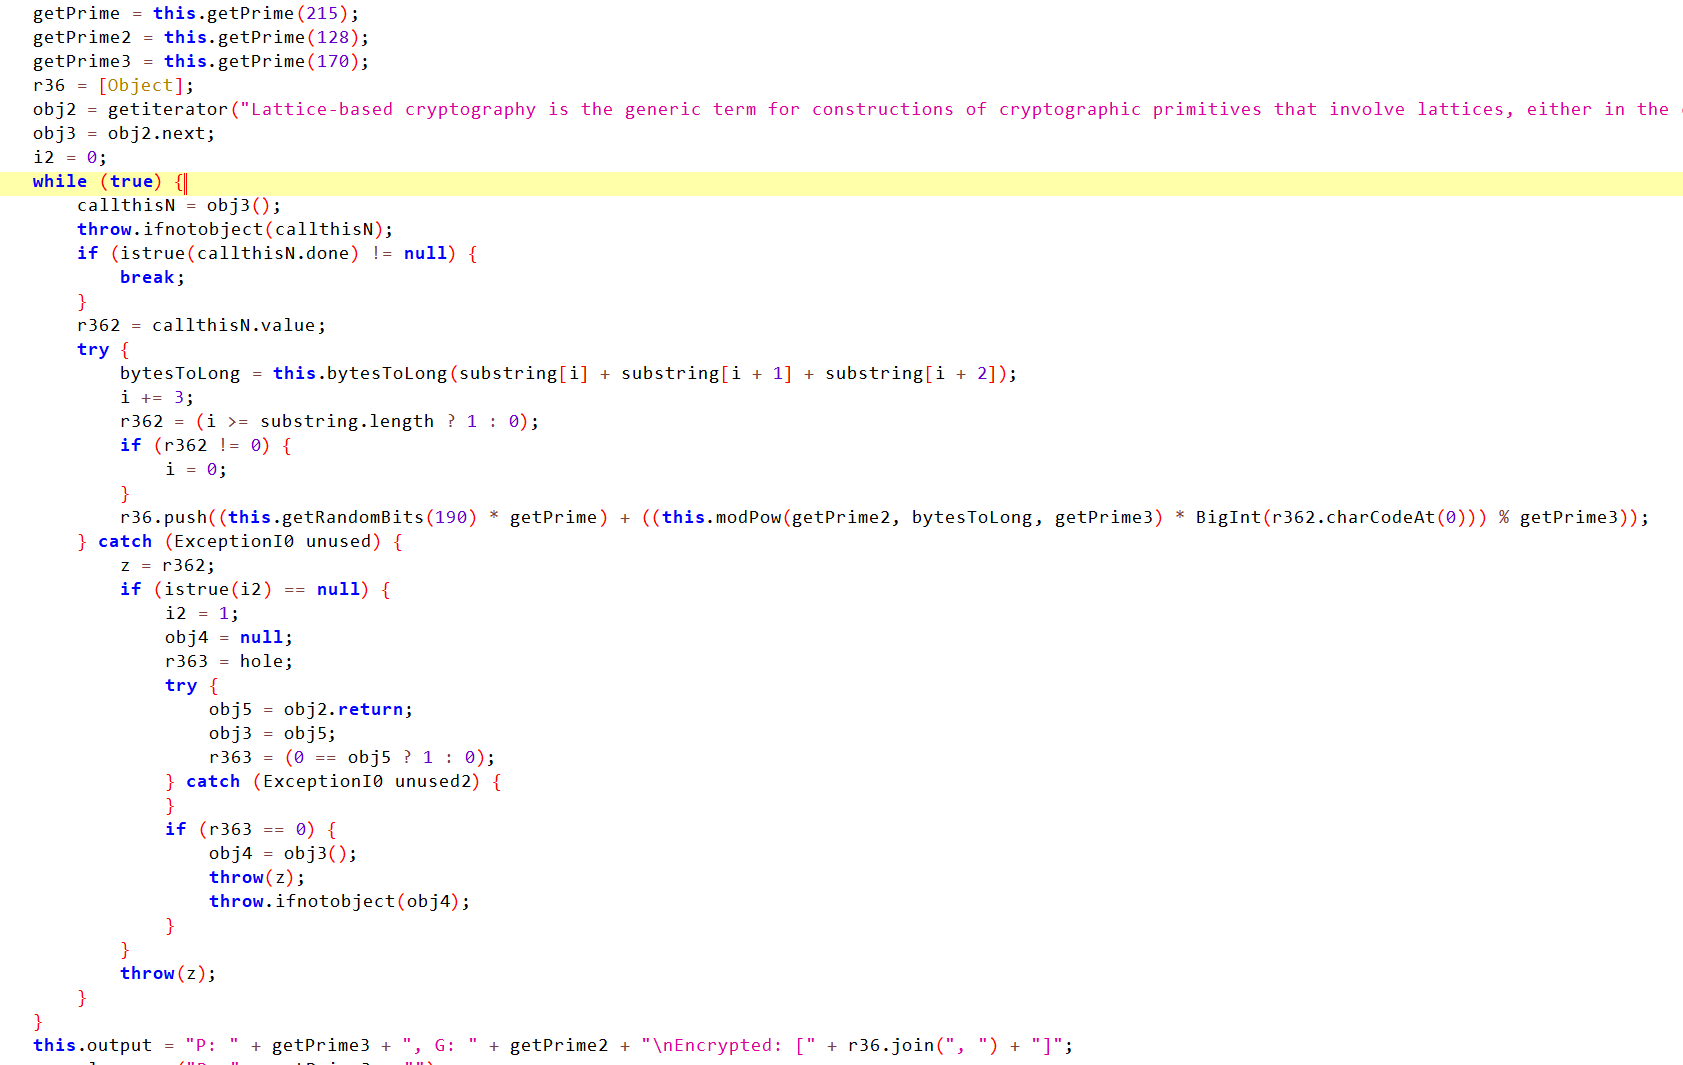 getPrime = this.getPrime(215);
getPrime2 = this.getPrime(128);
getPrime3 = this.getPrime(170);
r36 = [Object];
obj2 = getiterator("Lattice-based cryptography is the generic term for constructions of cryptographic primitives that involve lattices, either in the
obj3 = obj2.next;
i2 = 0;
while (true) {
    callthisN = obj3();
    throw.ifnotobject(callthisN);
    if (istrue(callthisN.done) != null) {
        break;
    }
    r362 = callthisN.value;
    try {
        bytesToLong = this.bytesToLong(substring[i] + substring[i + 1] + substring[i + 2]);
        i += 3;
        r362 = (i >= substring.length ? 1 : 0);
        if (r362 != 0) {
            i = 0;
        }
        r36.push((this.getRandomBits(190) * getPrime) + ((this.modPow(getPrime2, bytesToLong, getPrime3) * BigInt(r362.charCodeAt(0))) % getPrime3));
    } catch (ExceptionI0 unused) {
        z = r362;
        if (istrue(i2) == null) {
            i2 = 1;
            obj4 = null;
            r363 = hole;
            try {
                obj5 = obj2.return;
                obj3 = obj5;
                r363 = (0 == obj5 ? 1 : 0);
            } catch (ExceptionI0 unused2) {
            }
            if (r363 == 0) {
                obj4 = obj3();
                throw(z);
                throw.ifnotobject(obj4);
            }
        }
        throw(z);
    }
}
this.output = "P: " + getPrime3 + ", G: " + getPrime2 + "\nEncrypted: [" + r36.join(", ") + "]";